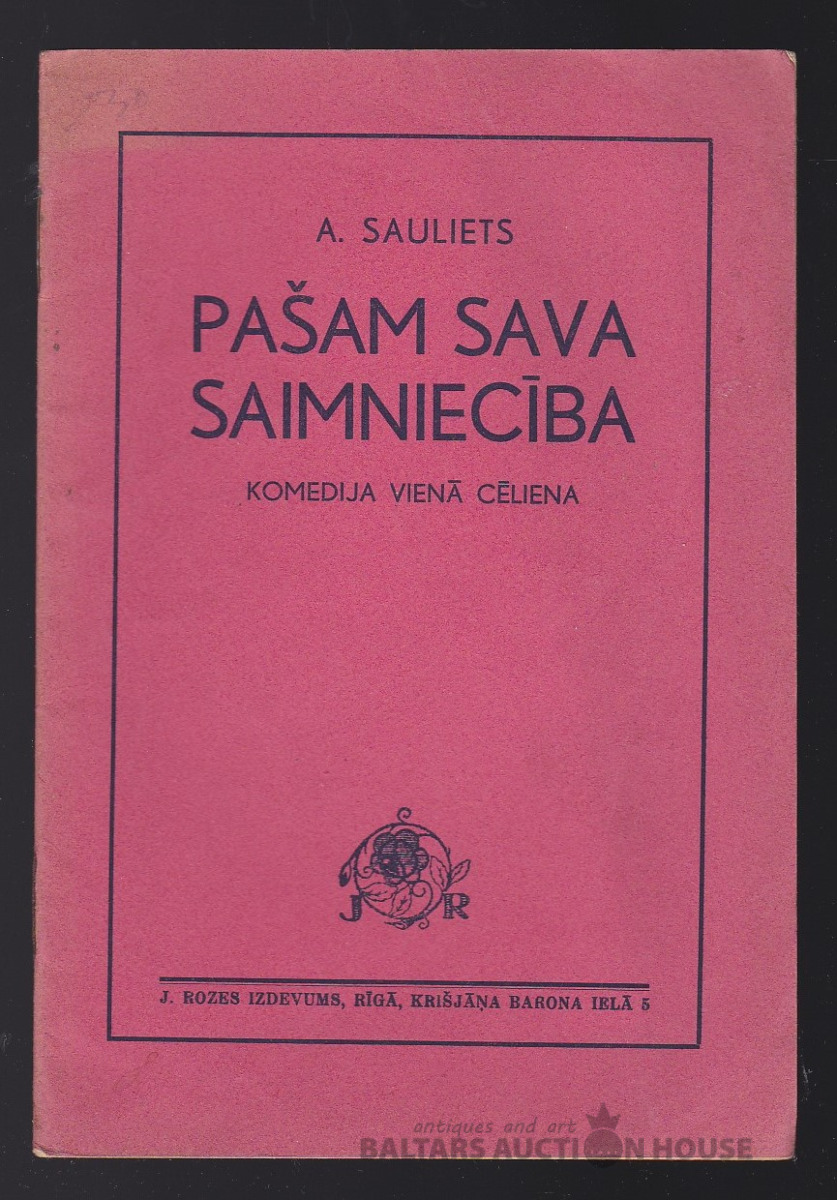 A. SAULIETS
PAŠAM SAVA
SAIMNIECĪBA
KOMEDIJA VIENĀ CĒLIENA
J R
J. ROZES IZDEVUMS, RĪGĀ, KRIŠJĀŅA BARONA IELĀ 5
antiques and art
BALTARS AUCTION HOUSE